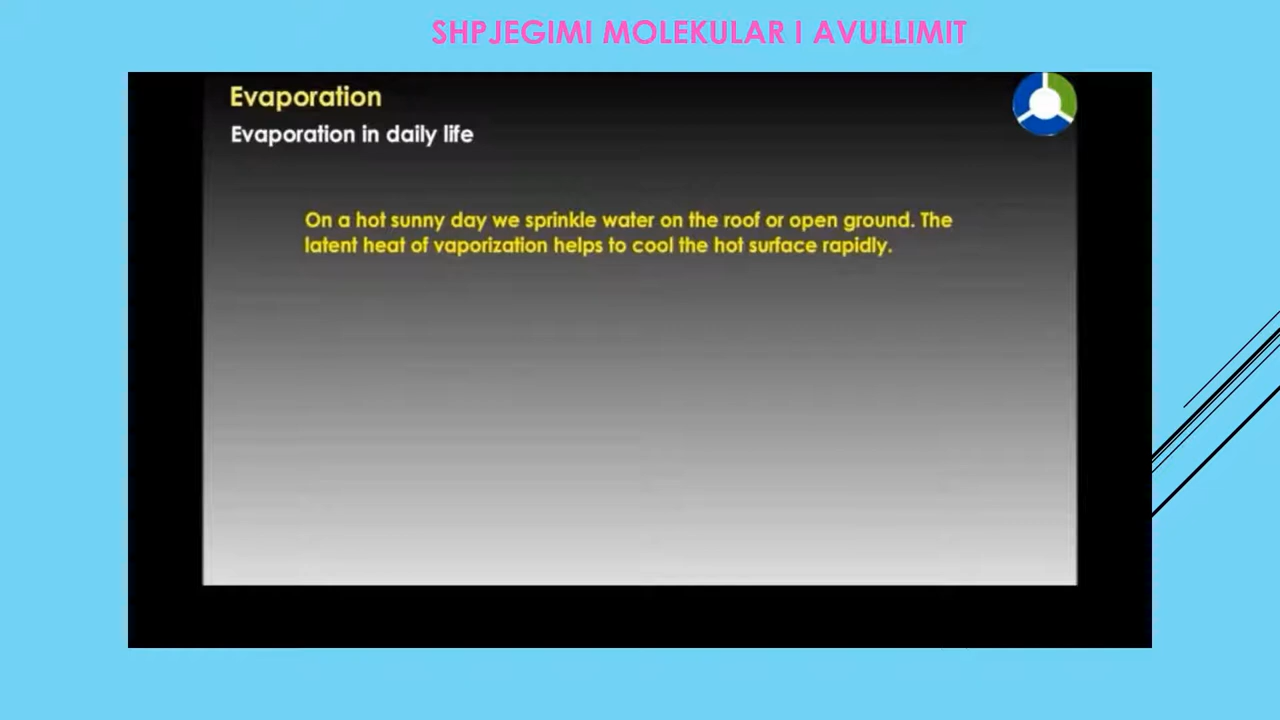 SHPJEGIMI MOLEKULAR I AVULLIMIT
Evaporation
Evaporation in daily life
On a hot sunny day we sprinkle water on the roof or open ground. The
latent heat of vaporization helps to cool the hot surface rapidly.